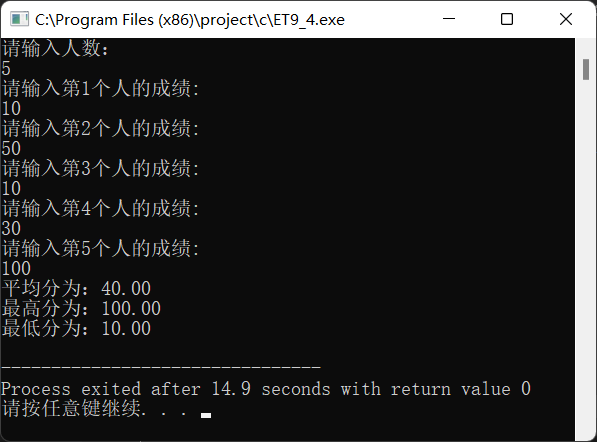 C:\Program Files (x86)\project\c\ET9_4.exe
请输入人数：
5
请输入第1个人的成绩:
10
请输入第2个人的成绩:
50
请输入第3个人的成绩:
10
请输入第4个人的成绩:
30
请输入第5个人的成绩:
100
平均分为：40.00
最高分为：100.00
最低分为：10.00
--------------------------------
Process exited after 14.9 seconds with return value 0
请按任意键继续. . .